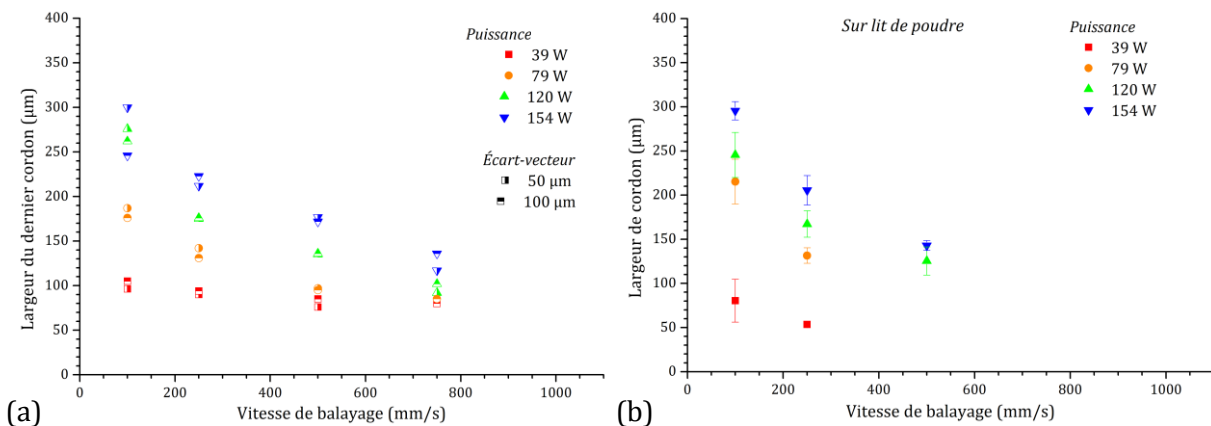 400
350
300
250
200
150
100
50
0
Largeur du dernier cordon (µm)
Puissance
39 W
79 W
120 W
154 W
Écart-vecteur
50 µm
100 µm
0 200 400 600 800 1000
Vitesse de balayage (mm/s)
(a)
400
350
300
250
200
150
100
50
0
Largeur de cordon (µm)
Sur lit de poudre
Puissance
39 W
79 W
120 W
154 W
0 200 400 600 800 1000
Vitesse de balayage (mm/s)
(b)